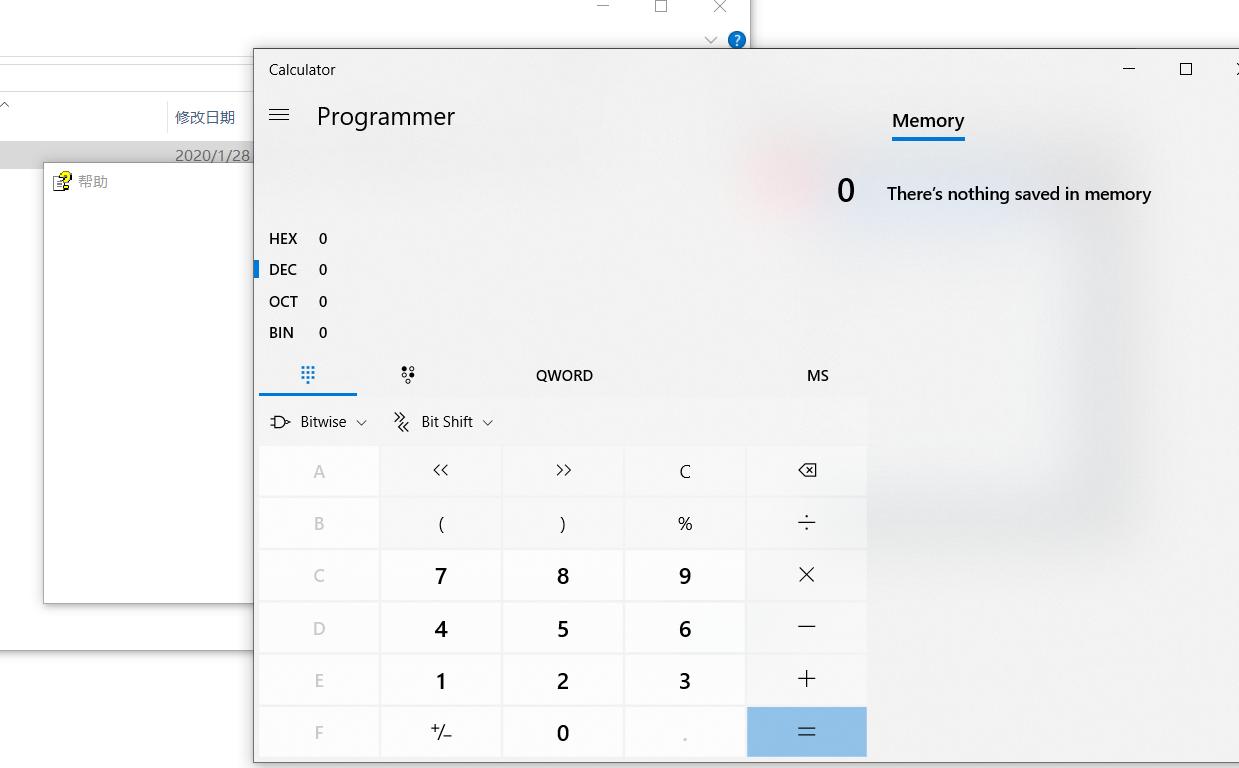 ?
Calculator
Programmer
修改日期
Memory
2020/1/28
帮助
0
There's nothing saved in memory
HEX 0
DEC 0
OCT 0
BIN 0
QWORD
MS
Bitwise
Bit Shift
A << >> C
B ( ) % ÷
C 7 8 9 ×
D 4 5 6 −
E 1 2 3 +
F +/− 0 . =